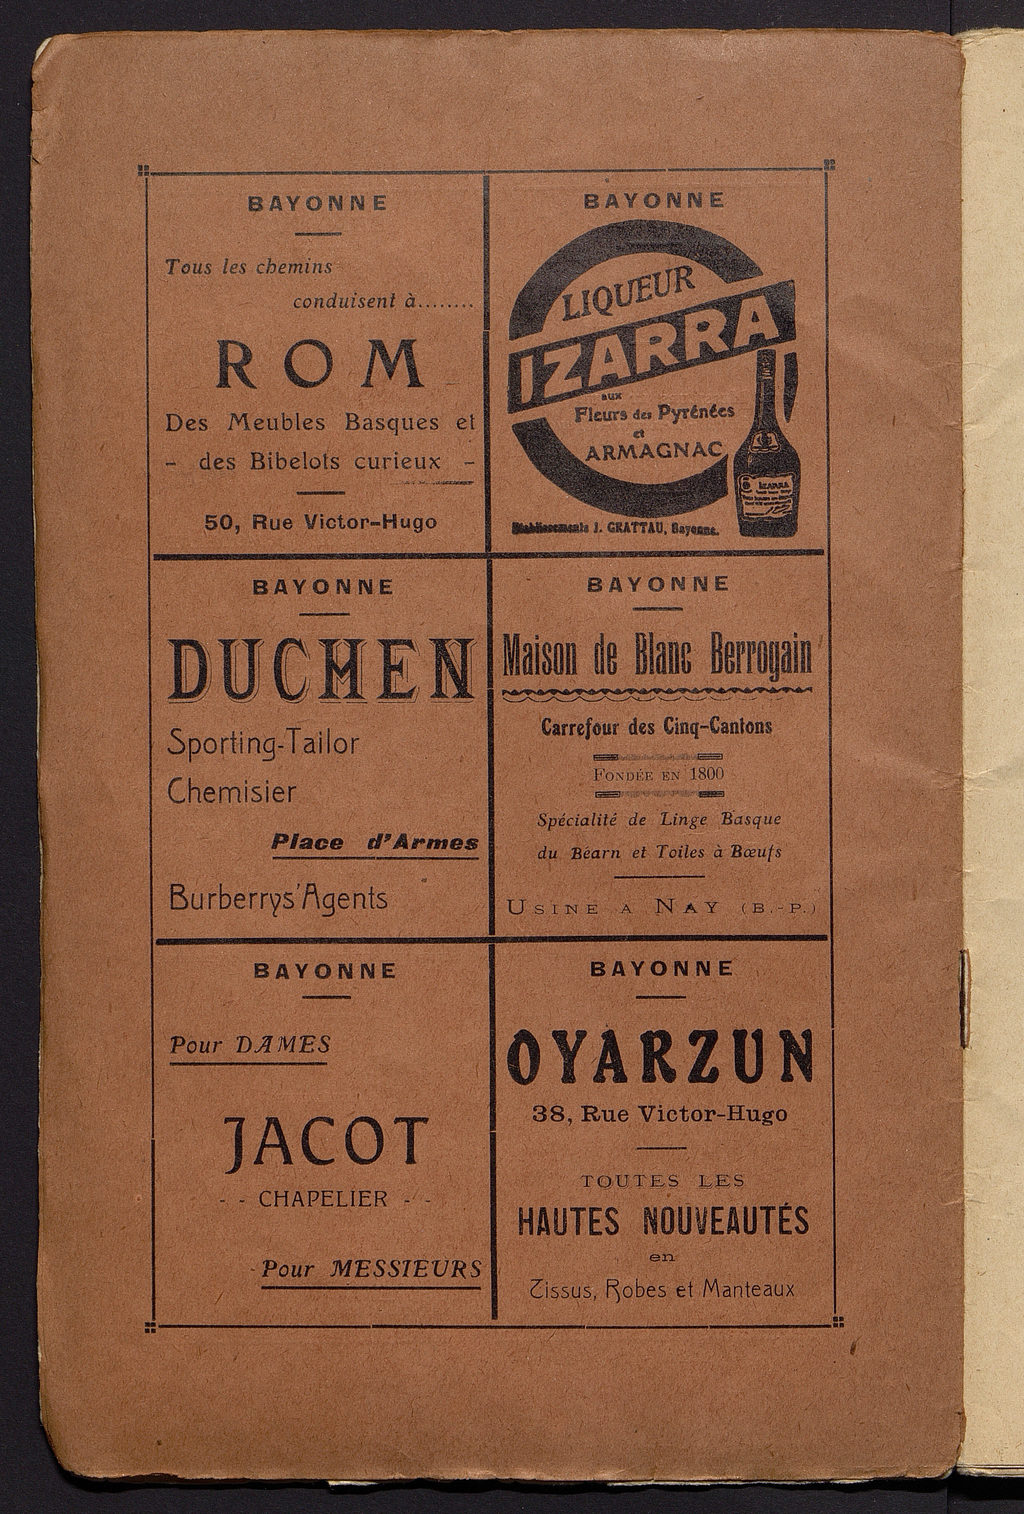 BAYONNE
Tous les chemins
conduisent à........
ROM
Des Meubles Basques et
- des Bibelots curieux -
50, Rue Victor-Hugo
BAYONNE
LIQUEUR
IZARRA
aux
Fleurs des Pyrénées
et
ARMAGNAC
IZARRA
Etablissements J. GRATTAU, Bayonne.
BAYONNE
DUCHEN
Sporting-Tailor
Chemisier
Place d'Armes
Burberrys' Agents
BAYONNE
Maison de Blanc Berrogain
Carrefour des Cinq-Cantons
FONDÉE EN 1800
Spécialité de Linge Basque
du Béarn et Toiles à Bœufs
USINE A NAY (B.-P.)
BAYONNE
Pour DAMES
JACOT
- - CHAPELIER - -
Pour MESSIEURS
BAYONNE
OYARZUN
38, Rue Victor-Hugo
TOUTES LES
HAUTES NOUVEAUTÉS
en
Tissus, Robes et Manteaux